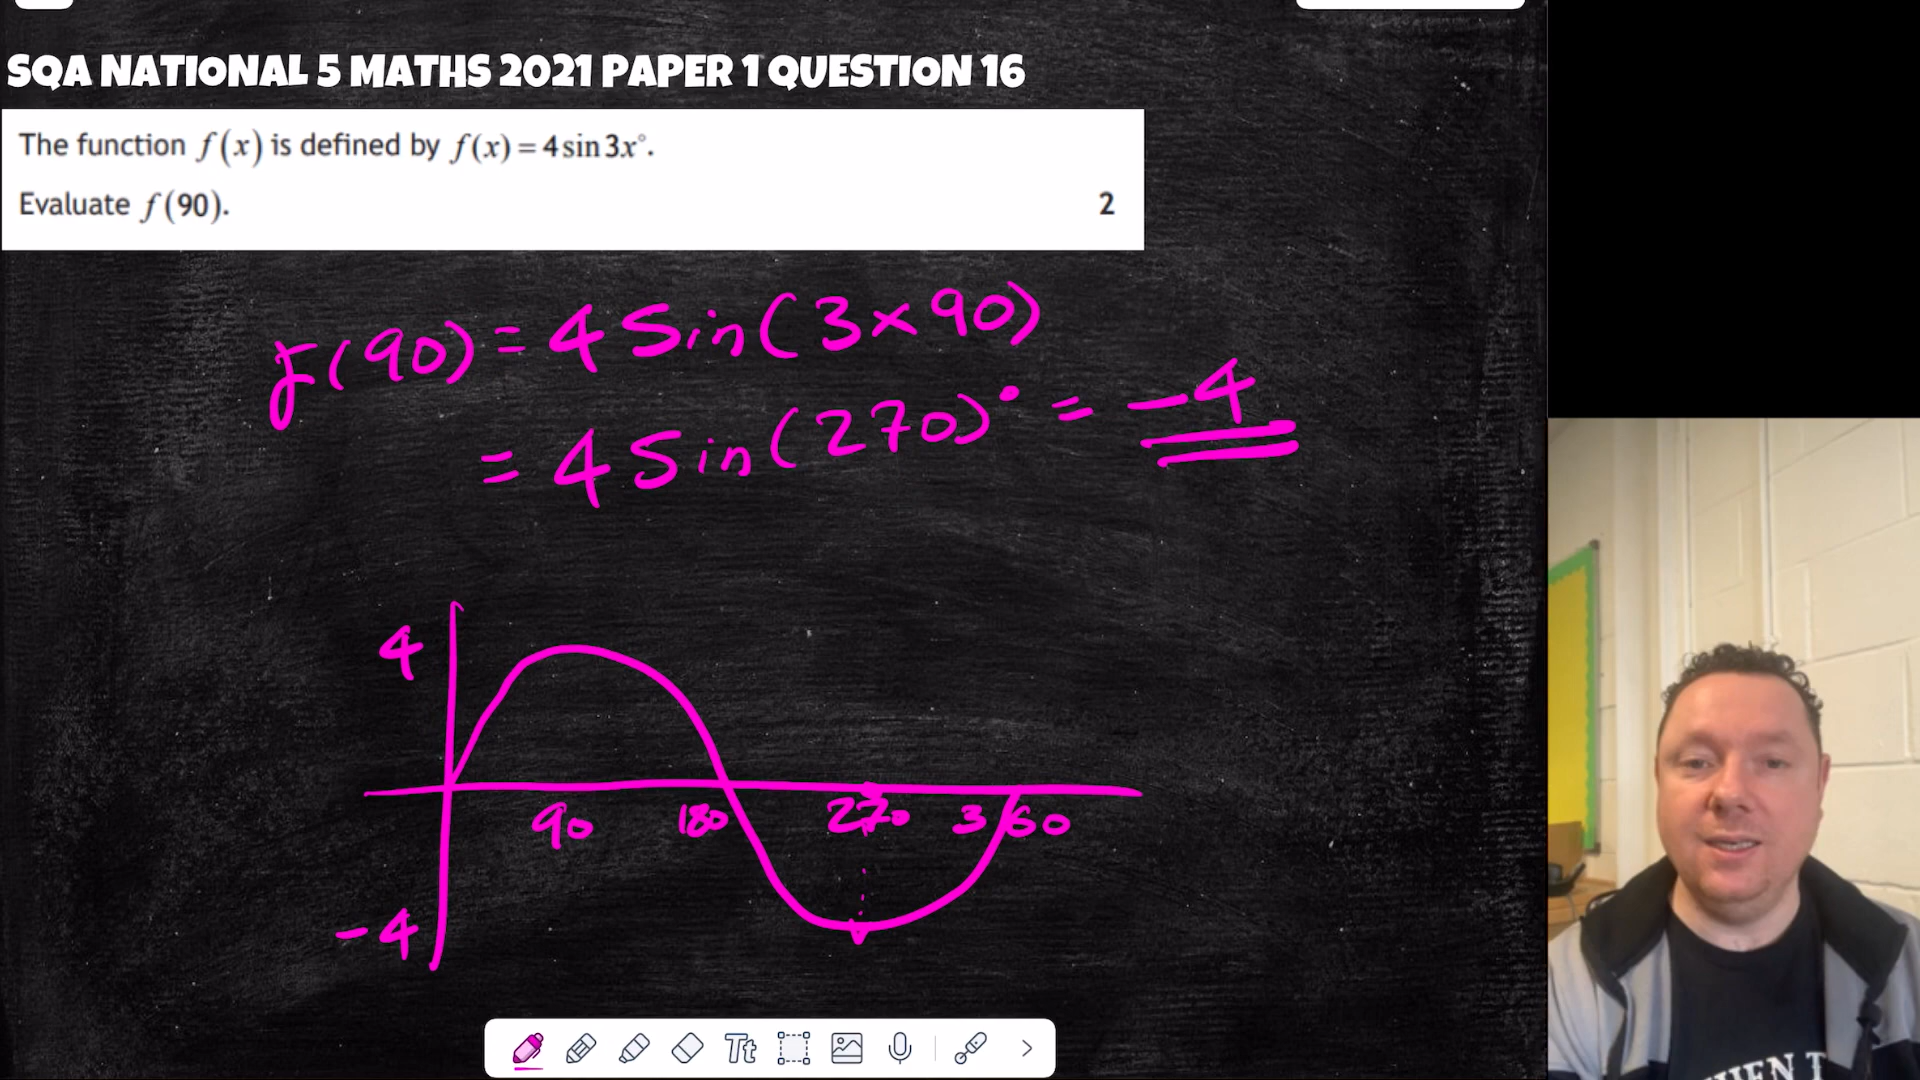 SQA NATIONAL 5 MATHS 2021 PAPER 1 QUESTION 16
The function f(x) is defined by f(x) = 4 sin 3x°.
Evaluate f(90). 2
f(90) = 4 Sin(3×90)
= 4 Sin(270)° = -4
4
90 180 270 360
-4
Tt